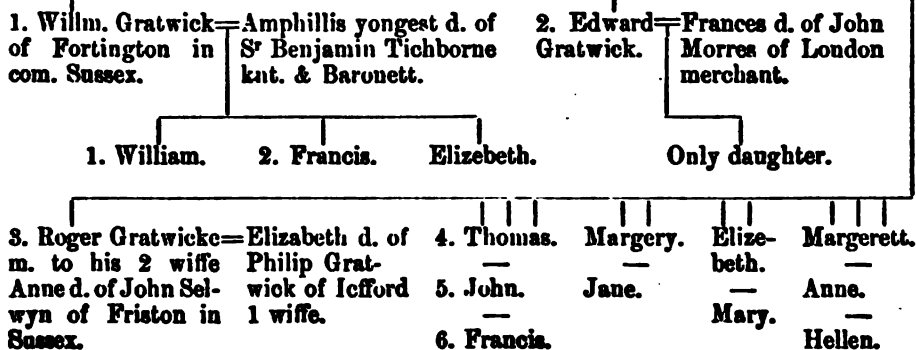 1. Willm. Gratwick=Amphillis yongest d. of
of Fortington in Sr Benjamin Tichborne
com. Sussex. knt. & Baronett.
2. Edward=Frances d. of John
Gratwick. Morres of London
merchant.
1. William. 2. Francis. Elizebeth.
Only daughter.
3. Roger Gratwicke=Elizabeth d. of
m. to his 2 wiffe Philip Grat-
Anne d. of John Sel- wick of Icfford
wyn of Friston in 1 wiffe.
Sussex.
4. Thomas.
—
5. John.
—
6. Francis.
Margery.
—
Jane.
Elize-
beth.
—
Mary.
Margerett.
—
Anne.
—
Hellen.